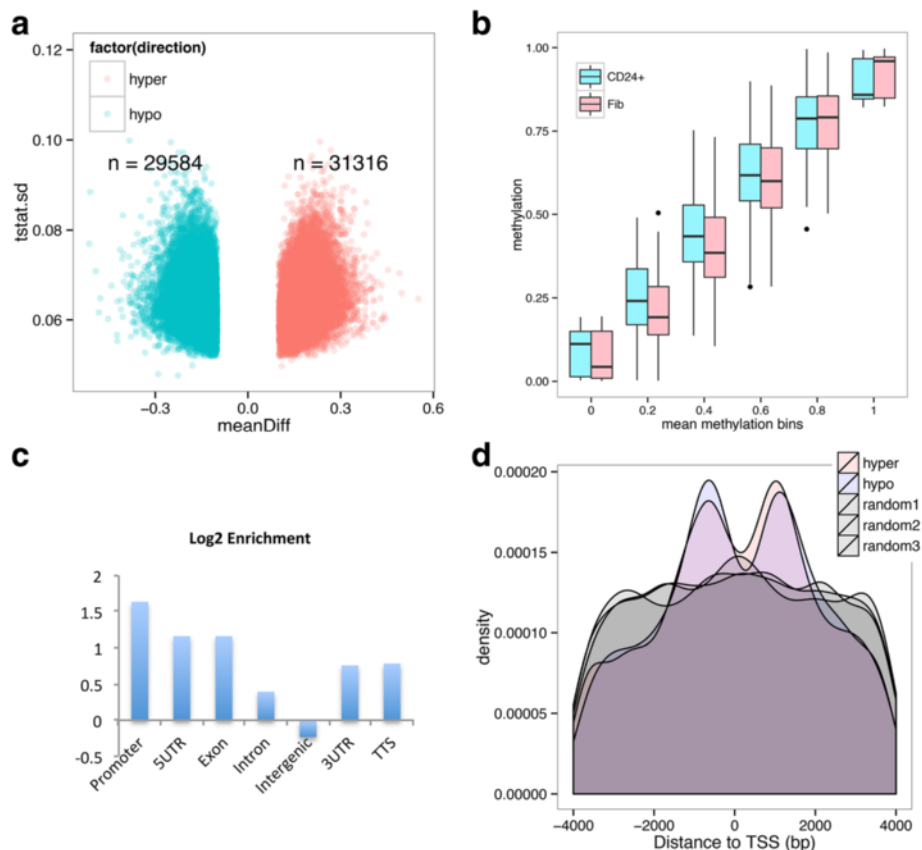 a
factor(direction)
hyper
hypo
n = 29584
n = 31316
0.12
0.10
0.08
0.06
tstat.sd
−0.3
0.0
0.3
0.6
meanDiff
b
CD24+
Fib
1.00
0.75
0.50
0.25
0.00
methylation
0
0.2
0.4
0.6
0.8
1
mean methylation bins
c
Log2 Enrichment
2
1.5
1
0.5
0
-0.5
Promoter
5UTR
Exon
Intron
Intergenic
3UTR
TTS
d
hyper
hypo
random1
random2
random3
0.00020
0.00015
0.00010
0.00005
0.00000
density
−4000
−2000
0
2000
4000
Distance to TSS (bp)